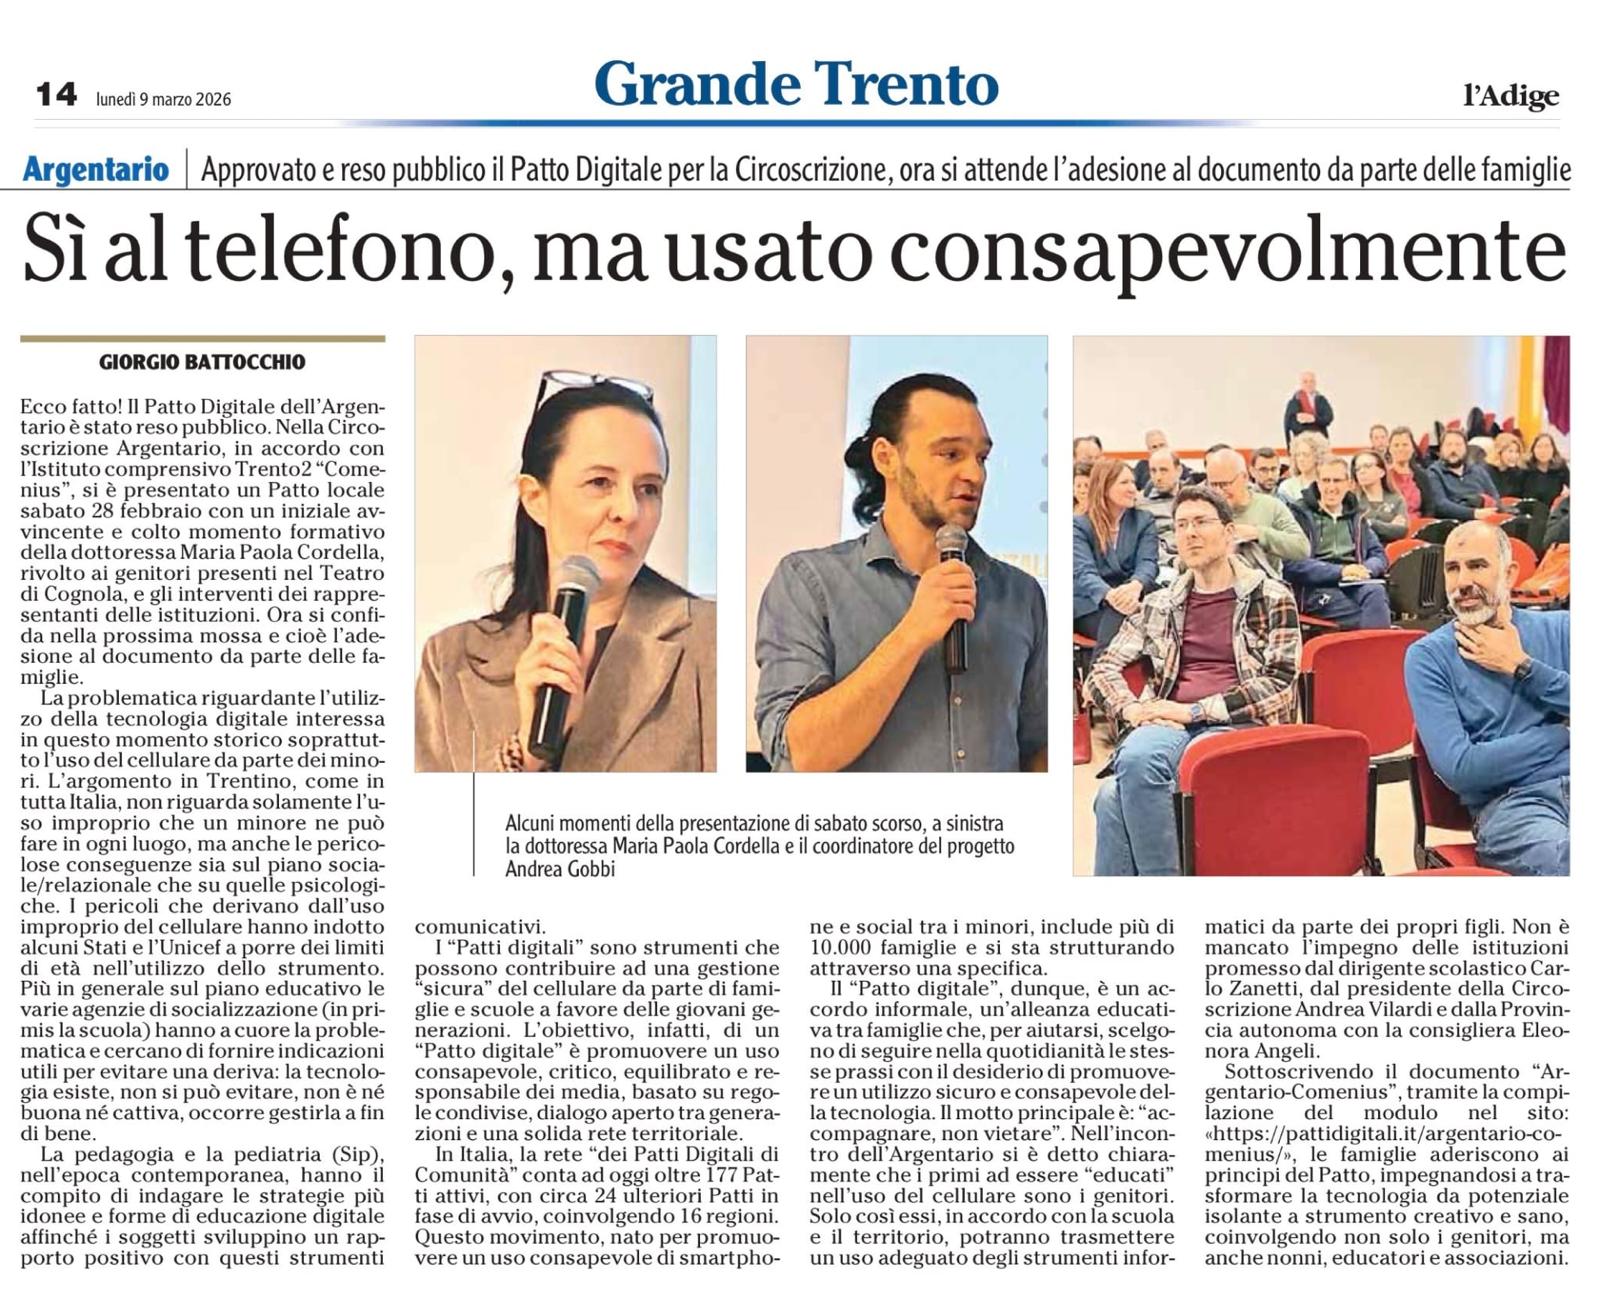 14 lunedì 9 marzo 2026
Grande Trento
l'Adige
Argentario
Approvato e reso pubblico il Patto Digitale per la Circoscrizione, ora si attende l'adesione al documento da parte delle famiglie
Sì al telefono, ma usato consapevolmente
GIORGIO BATTOCCHIO
Ecco fatto! Il Patto Digitale dell'Argen-
tario è stato reso pubblico. Nella Circo-
scrizione Argentario, in accordo con
l'Istituto comprensivo Trento2 “Come-
nius”, si è presentato un Patto locale
sabato 28 febbraio con un iniziale av-
vincente e colto momento formativo
della dottoressa Maria Paola Cordella,
rivolto ai genitori presenti nel Teatro
di Cognola, e gli interventi dei rappre-
sentanti delle istituzioni. Ora si confi-
da nella prossima mossa e cioè l'ade-
sione al documento da parte delle fa-
miglie.
La problematica riguardante l'utiliz-
zo della tecnologia digitale interessa
in questo momento storico soprattut-
to l'uso del cellulare da parte dei mino-
ri. L'argomento in Trentino, come in
tutta Italia, non riguarda solamente l'u-
so improprio che un minore ne può
fare in ogni luogo, ma anche le perico-
lose conseguenze sia sul piano socia-
le/relazionale che su quelle psicologi-
che. I pericoli che derivano dall'uso
improprio del cellulare hanno indotto
alcuni Stati e l'Unicef a porre dei limiti
di età nell'utilizzo dello strumento.
Più in generale sul piano educativo le
varie agenzie di socializzazione (in pri-
mis la scuola) hanno a cuore la proble-
matica e cercano di fornire indicazioni
utili per evitare una deriva: la tecnolo-
gia esiste, non si può evitare, non è né
buona né cattiva, occorre gestirla a fin
di bene.
La pedagogia e la pediatria (Sip),
nell'epoca contemporanea, hanno il
compito di indagare le strategie più
idonee e forme di educazione digitale
affinché i soggetti sviluppino un rap-
porto positivo con questi strumenti
Alcuni momenti della presentazione di sabato scorso, a sinistra
la dottoressa Maria Paola Cordella e il coordinatore del progetto
Andrea Gobbi
comunicativi.
I “Patti digitali” sono strumenti che
possono contribuire ad una gestione
“sicura” del cellulare da parte di fami-
glie e scuole a favore delle giovani ge-
nerazioni. L'obiettivo, infatti, di un
“Patto digitale” è promuovere un uso
consapevole, critico, equilibrato e re-
sponsabile dei media, basato su rego-
le condivise, dialogo aperto tra genera-
zioni e una solida rete territoriale.
In Italia, la rete “dei Patti Digitali di
Comunità” conta ad oggi oltre 177 Pat-
ti attivi, con circa 24 ulteriori Patti in
fase di avvio, coinvolgendo 16 regioni.
Questo movimento, nato per promuo-
vere un uso consapevole di smartpho-
ne e social tra i minori, include più di
10.000 famiglie e si sta strutturando
attraverso una specifica.
Il “Patto digitale”, dunque, è un ac-
cordo informale, un'alleanza educati-
va tra famiglie che, per aiutarsi, scelgo-
no di seguire nella quotidianità le stes-
se prassi con il desiderio di promuove-
re un utilizzo sicuro e consapevole del-
la tecnologia. Il motto principale è: “ac-
compagnare, non vietare”. Nell'incon-
tro dell'Argentario si è detto chiara-
mente che i primi ad essere “educati”
nell'uso del cellulare sono i genitori.
Solo così essi, in accordo con la scuola
e il territorio, potranno trasmettere
un uso adeguato degli strumenti infor-
matici da parte dei propri figli. Non è
mancato l'impegno delle istituzioni
promesso dal dirigente scolastico Car-
lo Zanetti, dal presidente della Circo-
scrizione Andrea Vilardi e dalla Provin-
cia autonoma con la consigliera Eleo-
nora Angeli.
Sottoscrivendo il documento “Ar-
gentario-Comenius”, tramite la compi-
lazione del modulo nel sito:
«https://pattidigitali.it/argentario-co-
menius/», le famiglie aderiscono ai
principi del Patto, impegnandosi a tra-
sformare la tecnologia da potenziale
isolante a strumento creativo e sano,
coinvolgendo non solo i genitori, ma
anche nonni, educatori e associazioni.